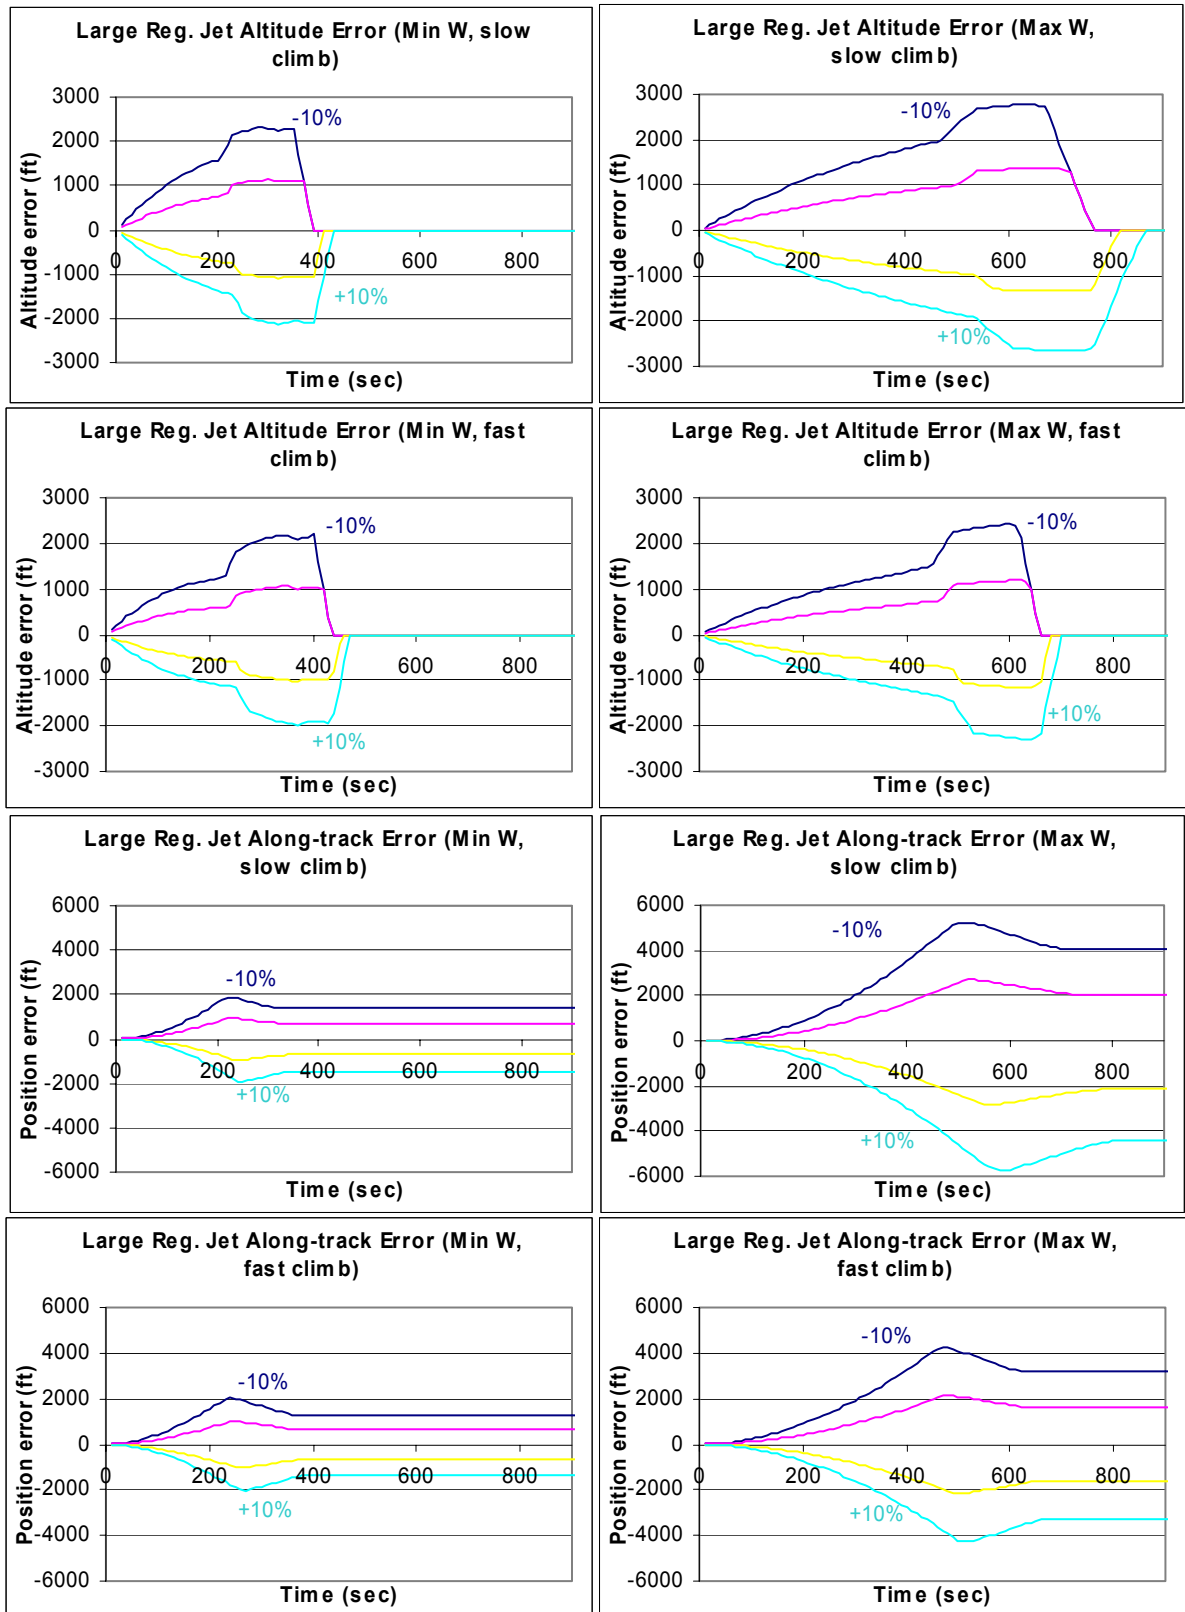 Large Reg. Jet Altitude Error (Min W, slow
climb)
3000
2000
1000
0
-1000
-2000
-3000
Altitude error (ft)
-10%
0 200 400 600 800
+10%
Time (sec)
Large Reg. Jet Altitude Error (Max W,
slow climb)
3000
2000
1000
0
-1000
-2000
-3000
Altitude error (ft)
-10%
0 200 400 600 800
+10%
Time (sec)
Large Reg. Jet Altitude Error (Min W, fast
climb)
3000
2000
1000
0
-1000
-2000
-3000
Altitude error (ft)
-10%
0 200 400 600 800
+10%
Time (sec)
Large Reg. Jet Altitude Error (Max W, fast
climb)
3000
2000
1000
0
-1000
-2000
-3000
Altitude error (ft)
-10%
0 200 400 600 800
+10%
Time (sec)
Large Reg. Jet Along-track Error (Min W,
slow climb)
6000
4000
2000
0
-2000
-4000
-6000
Position error (ft)
-10%
0 200 400 600 800
+10%
Time (sec)
Large Reg. Jet Along-track Error (Max W,
slow climb)
6000
4000
2000
0
-2000
-4000
-6000
Position error (ft)
-10%
0 200 400 600 800
+10%
Time (sec)
Large Reg. Jet Along-track Error (Min W,
fast climb)
6000
4000
2000
0
-2000
-4000
-6000
Position error (ft)
-10%
0 200 400 600 800
+10%
Time (sec)
Large Reg. Jet Along-track Error (Max W,
fast climb)
6000
4000
2000
0
-2000
-4000
-6000
Position error (ft)
-10%
0 200 400 600 800
+10%
Time (sec)